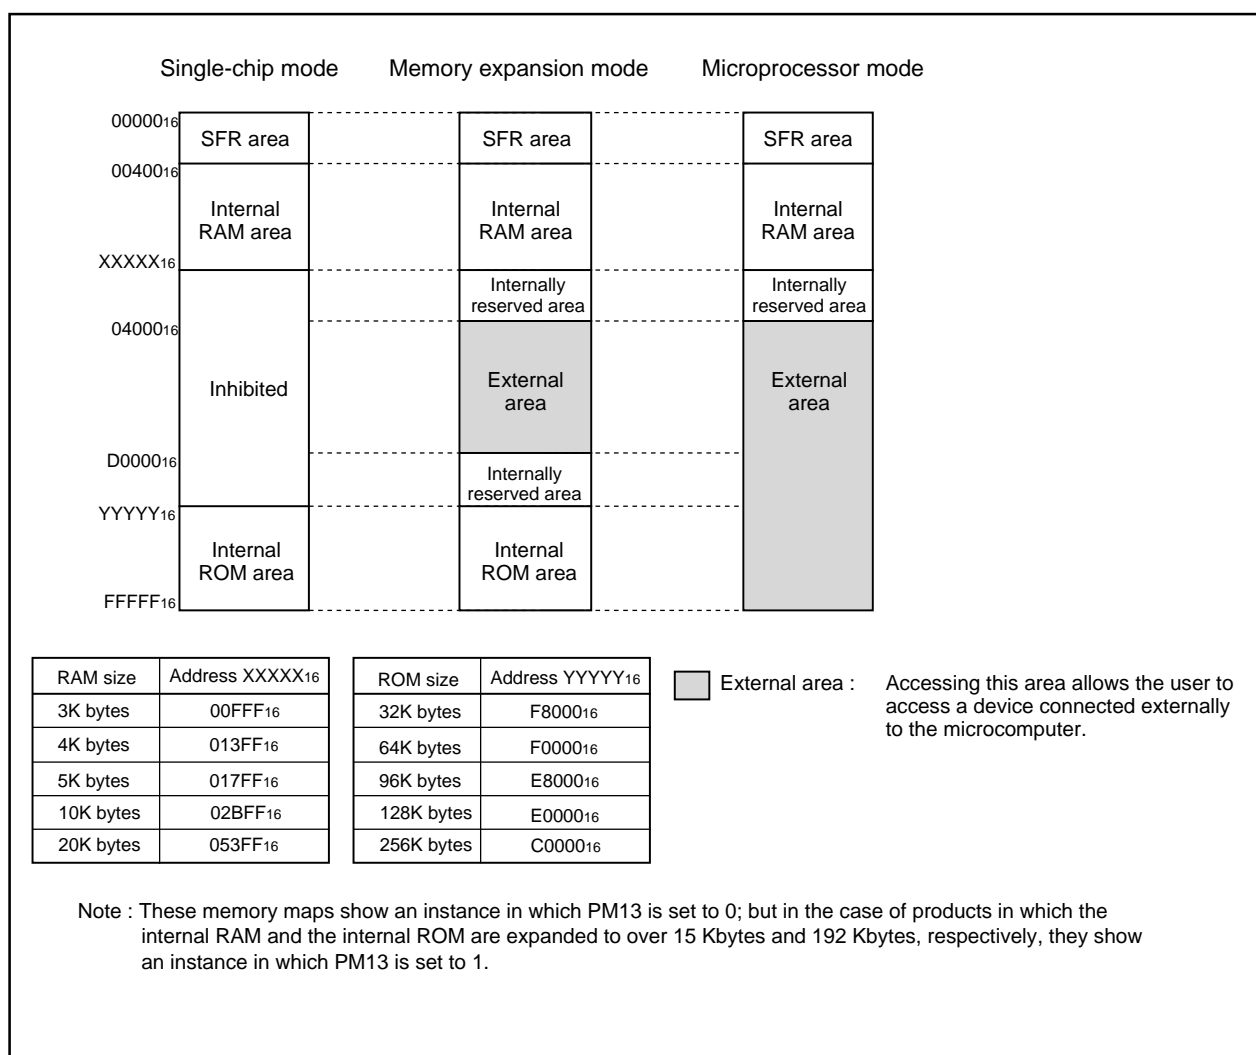 Single-chip mode Memory expansion mode Microprocessor mode
0000016
SFR area SFR area SFR area
0040016
Internal Internal Internal
RAM area RAM area RAM area
XXXXX16
Internally Internally
reserved area reserved area
0400016
Inhibited
External External
area area
D000016
Internally
reserved area
YYYYY16
Internal Internal
ROM area ROM area
FFFFF16
RAM size Address XXXXX16
3K bytes 00FFF16
4K bytes 013FF16
5K bytes 017FF16
10K bytes 02BFF16
20K bytes 053FF16
ROM size Address YYYYY16
32K bytes F800016
64K bytes F000016
96K bytes E800016
128K bytes E000016
256K bytes C000016
External area : Accessing this area allows the user to
access a device connected externally
to the microcomputer.
Note : These memory maps show an instance in which PM13 is set to 0; but in the case of products in which the
internal RAM and the internal ROM are expanded to over 15 Kbytes and 192 Kbytes, respectively, they show
an instance in which PM13 is set to 1.